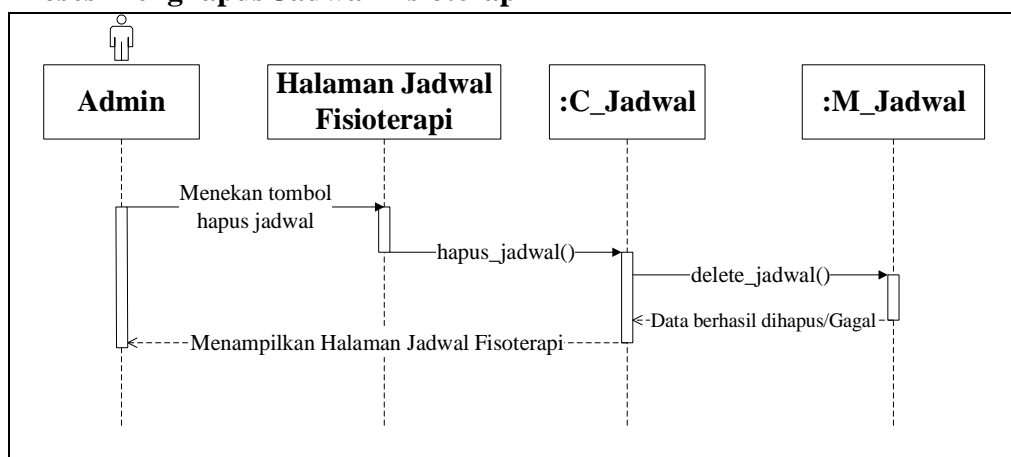 Admin
Halaman Jadwal
Fisioterapi
:C_Jadwal
:M_Jadwal
Menekan tombol
hapus jadwal
hapus_jadwal()
delete_jadwal()
Data berhasil dihapus/Gagal
Menampilkan Halaman Jadwal Fisoterapi